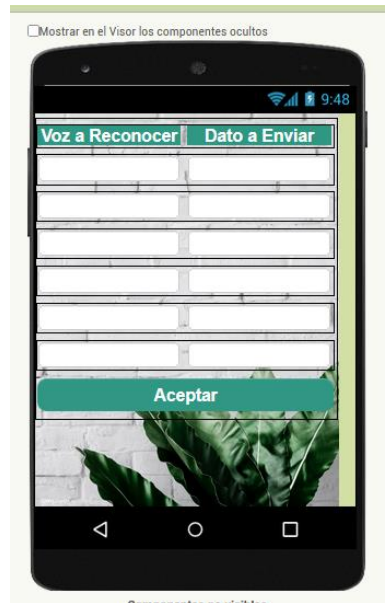 Mostrar en el Visor los componentes ocultos
9:48
Voz a Reconocer Dato a Enviar
Aceptar